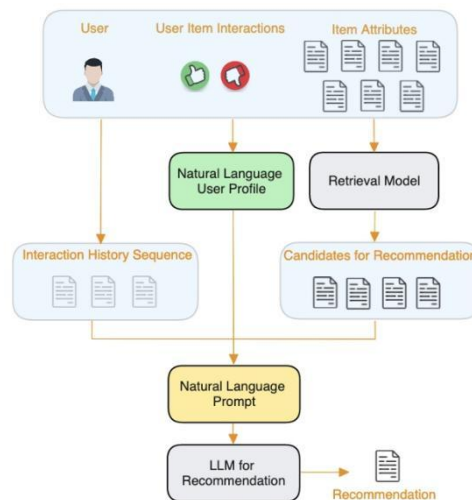 User
User Item Interactions
Item Attributes
Natural Language
User Profile
Retrieval Model
Interaction History Sequence
Candidates for Recommendation
Natural Language
Prompt
LLM for
Recommendation
Recommendation